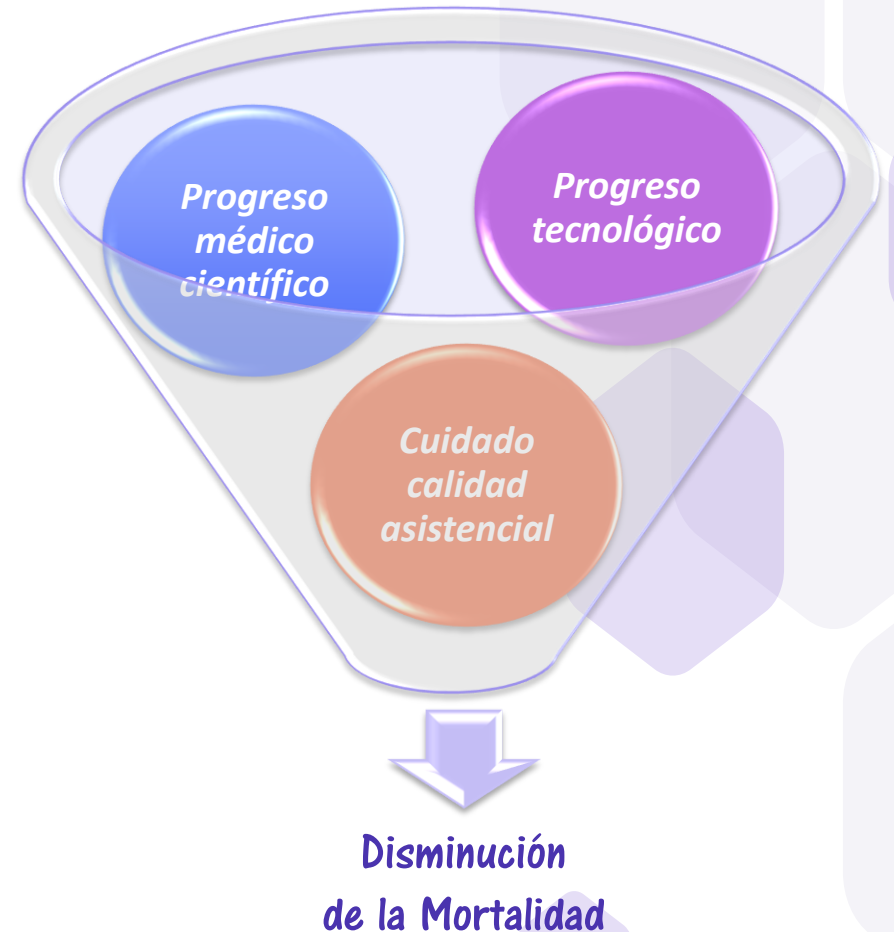 Progreso
médico
científico
Progreso
tecnológico
Cuidado
calidad
asistencial
Disminución
de la Mortalidad